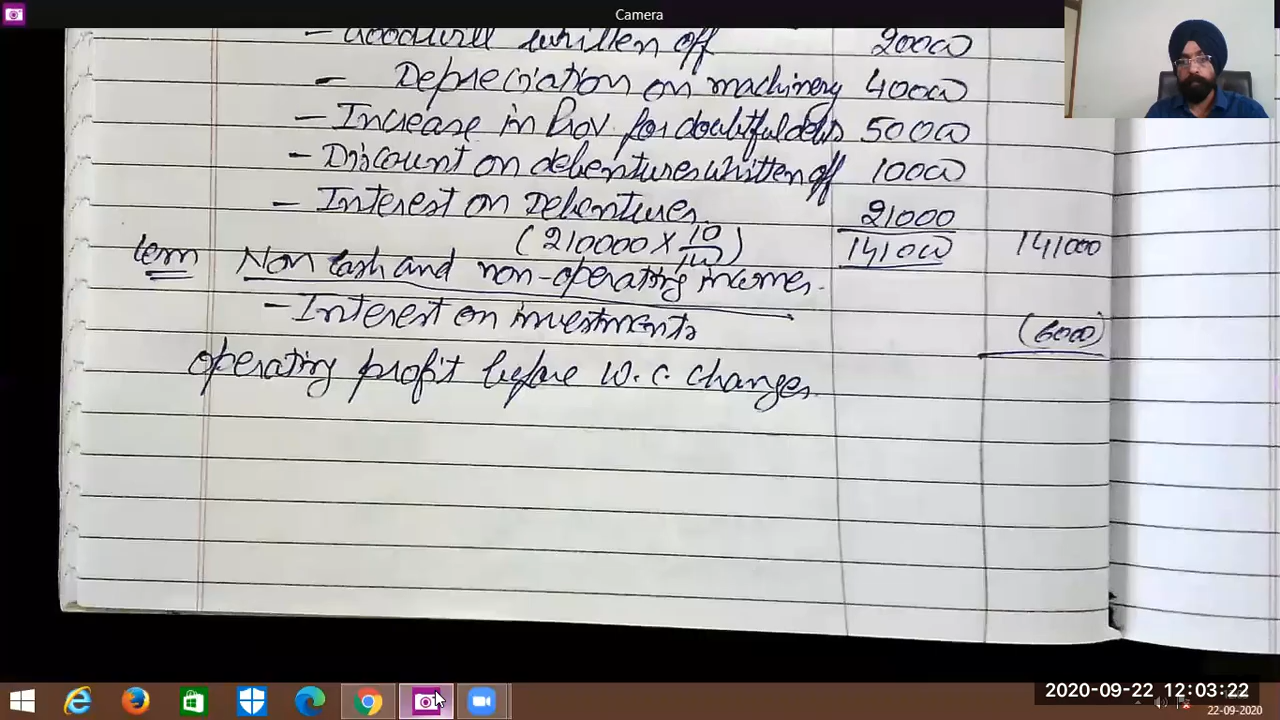 Camera
- Goodwill written off 20000
- Depreciation on machinery 40000
- Increase in Prov. for doubtful debts 50000
- Discount on debentures written off 10000
- Interest on Debentures 21000
(210000 × 10/100) 141000 141000
Less Non cash and non-operating incomes.
- Interest on investments (6000)
operating profit before W.C. changes.
2020-09-22 12:03:22
22-09-2020